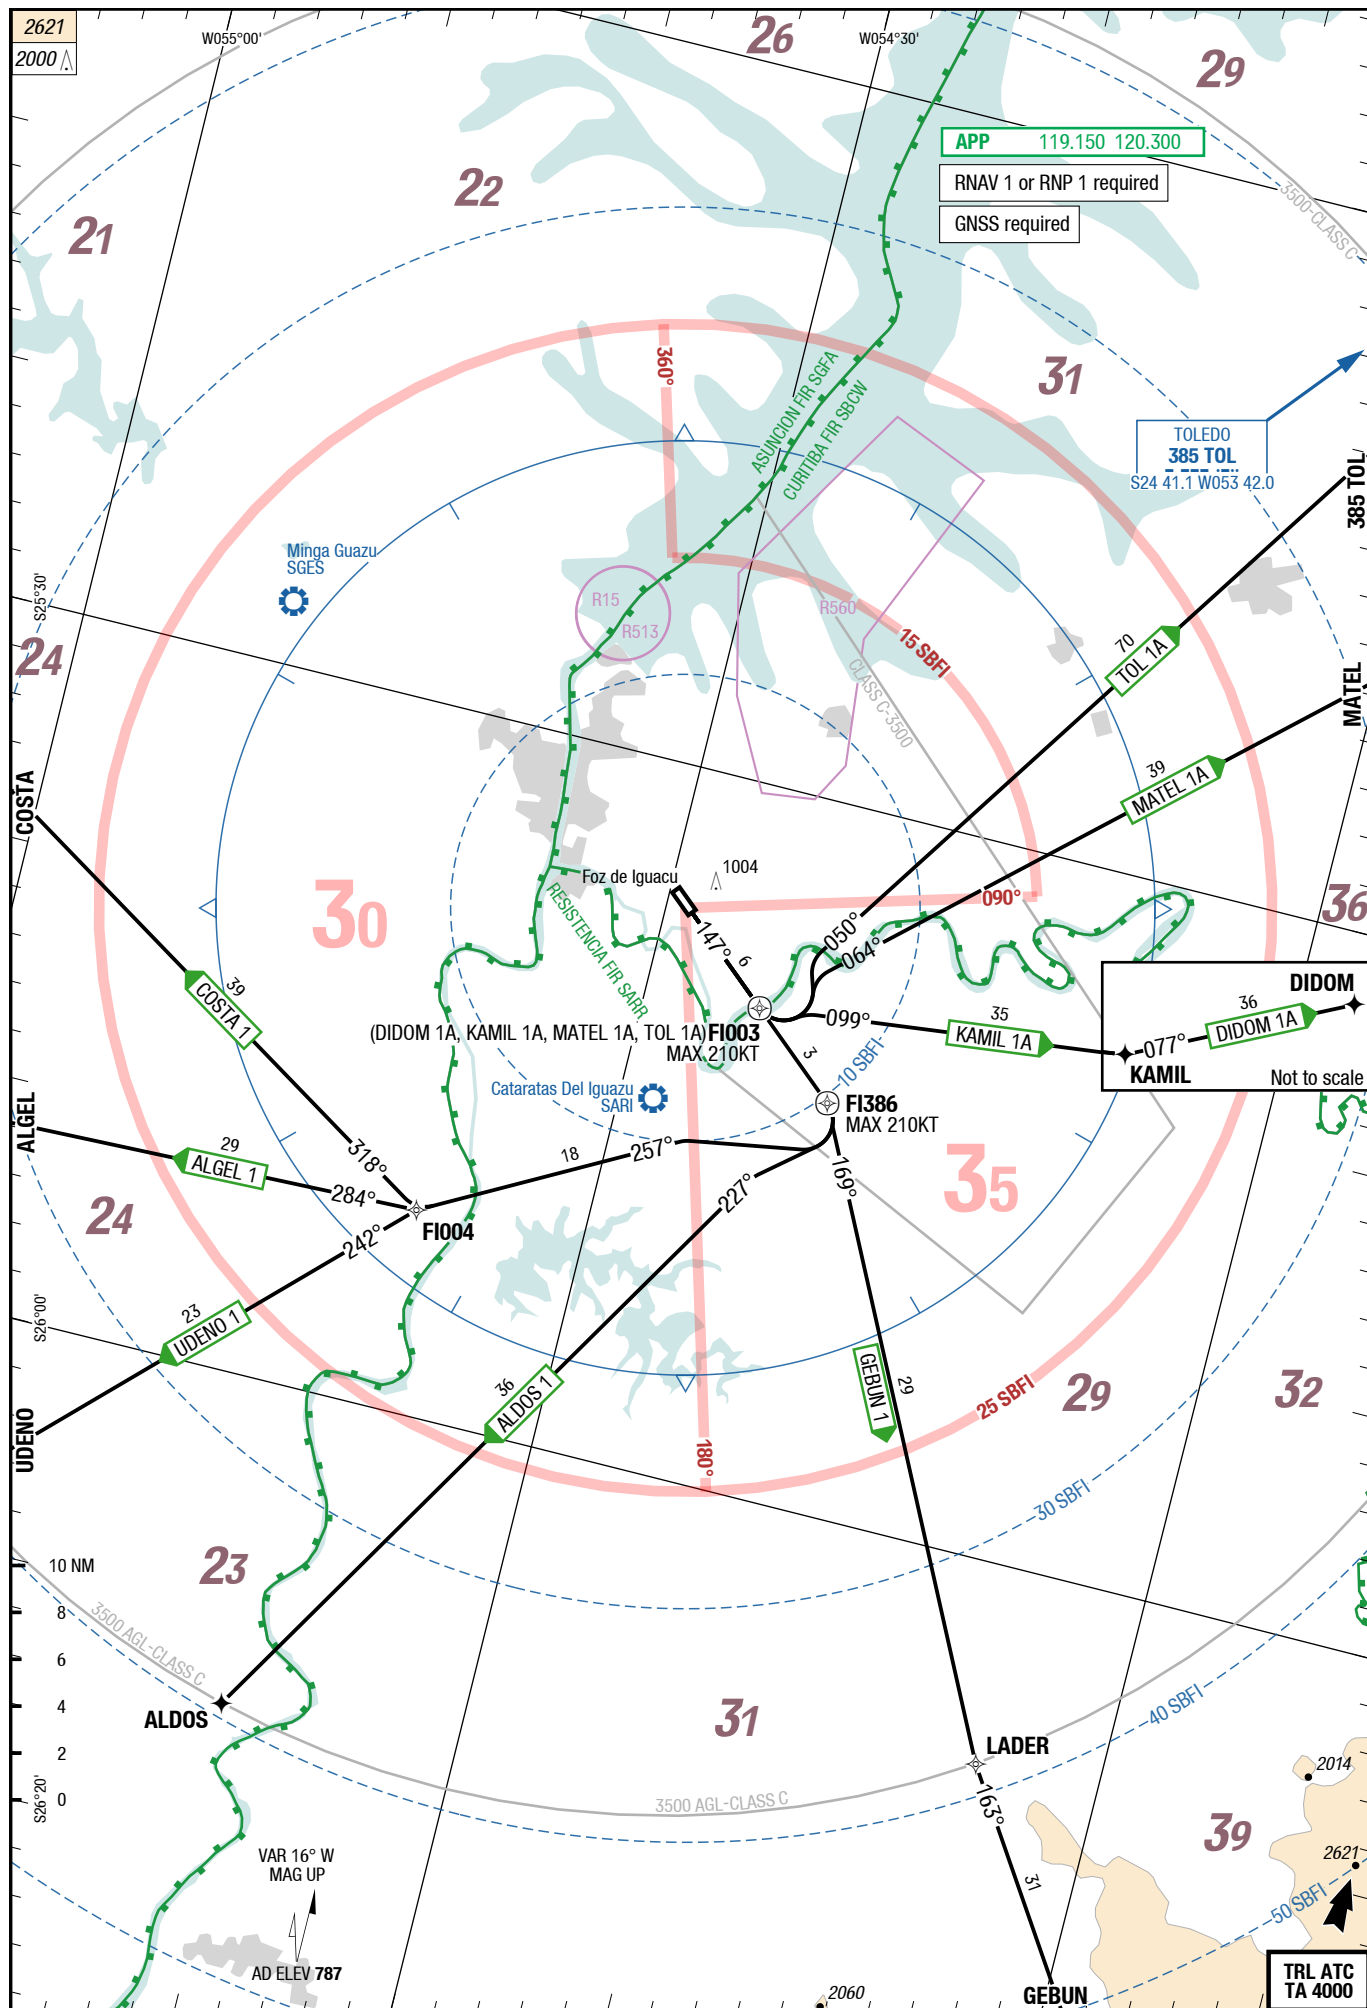 2621
2000
W055°00'
26
W054°30'
29
APP 119.150 120.300
RNAV 1 or RNP 1 required
GNSS required
3500-CLASS C
22
21
31
360°
ASUNCION FIR SGFA
CURITIBA FIR SBCW
TOLEDO
385 TOL
S24 41.1 W053 42.0
385 TOL
Minga Guazu
SGES
S25°30'
R15
R513
R560
15 SBFI
24
70
TOL 1A
CLASS C-3500
MATEL
39
MATEL 1A
COSTA
Foz de Iguacu
1004
30
090°
36
RESISTENCIA FIR SARR
147°
6
050°
064°
39
COSTA 1
(DIDOM 1A, KAMIL 1A, MATEL 1A, TOL 1A) FI003
MAX 210KT
099°
35
KAMIL 1A
DIDOM
36
DIDOM 1A
077°
KAMIL
Not to scale
3
10 SBFI
Cataratas Del Iguazu
SARI
FI386
MAX 210KT
ALGEL
29
ALGEL 1
318°
284°
18
257°
227°
169°
35
24
242°
FI004
23
UDENO 1
S26°00'
UDENO
36
ALDOS 1
GEBUN 1
29
29
32
25 SBFI
180°
30 SBFI
23
10 NM
8
6
4
2
0
3500 AGL-CLASS C
ALDOS
31
LADER
40 SBFI
3500 AGL-CLASS C
S26°20'
163°
2014
39
2621
VAR 16° W
MAG UP
31
50 SBFI
AD ELEV 787
2060
GEBUN
TRL ATC
TA 4000